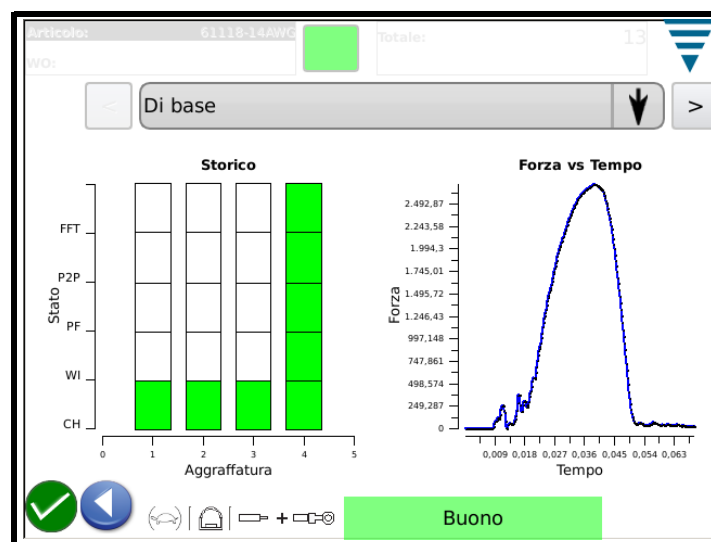 Articolo: 61118-14AWG
Totale: 13
WO:
< Di base >
Storico
Forza vs Tempo
Stato
FFT
P2P
PF
WI
CH
0 1 2 3 4 5
Aggraffatura
Forza
2.492,87
2.243,58
1.994,3
1.745,01
1.495,72
1.246,43
997,148
747,861
498,574
249,287
0
0,009 0,018 0,027 0,036 0,045 0,054 0,063
Tempo
Buono